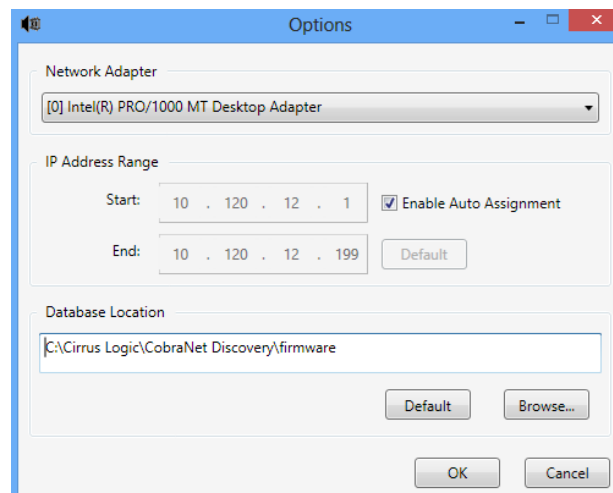 Options
Network Adapter
[0] Intel(R) PRO/1000 MT Desktop Adapter
IP Address Range
Start: 10 . 120 . 12 . 1 Enable Auto Assignment
End: 10 . 120 . 12 . 199 Default
Database Location
C:\Cirrus Logic\CobraNet Discovery\firmware
Default Browse...
OK Cancel